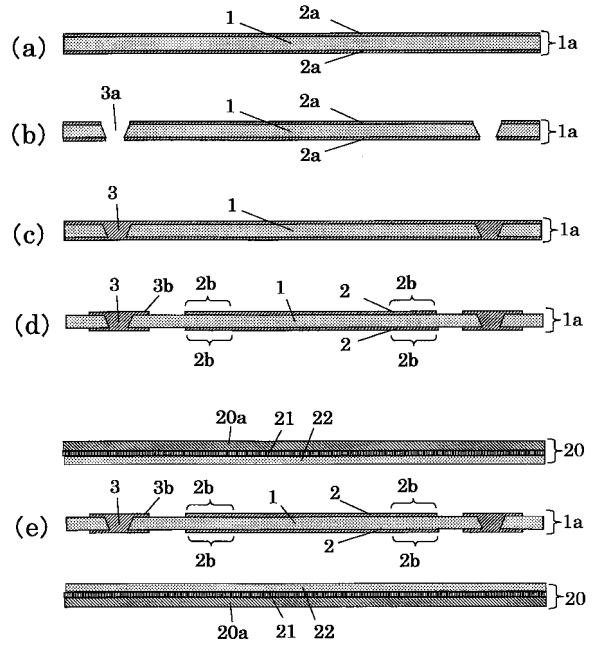 1 2a
(a) 1a
2a
3a 1 2a
(b) 1a
2a
3 1
(c) 1a
2b 2b
3 3b 1 2
(d) 1a
2b 2 2b
20a 21 22
20
2b 2b
3 3b 1 2
(e) 1a
2b 2 2b
20
20a 21 22